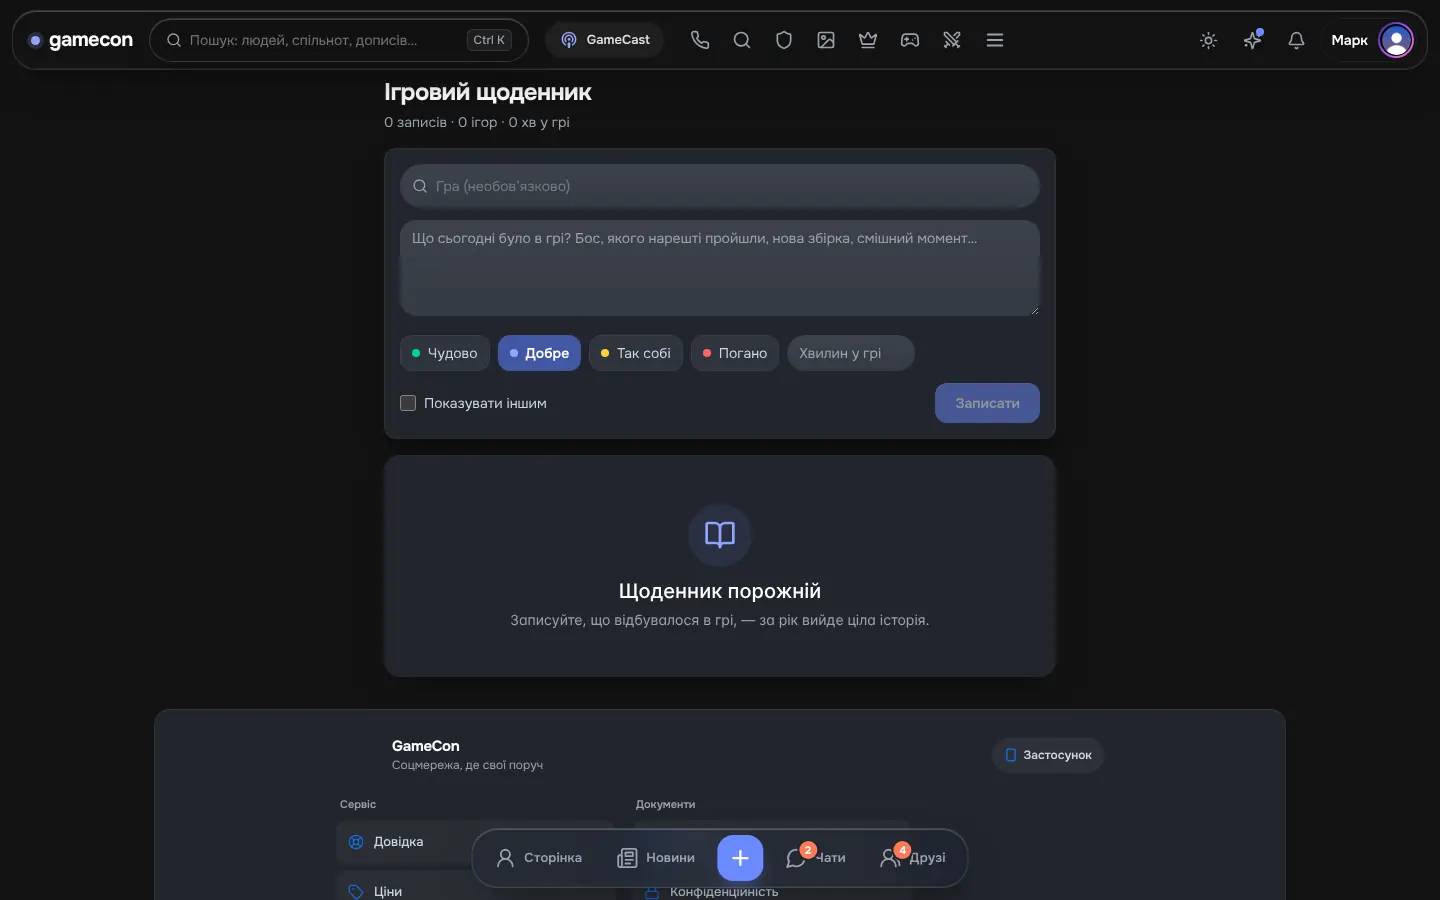 gamecon
Пошук: людей, спільнот, дописів...
Ctrl K
GameCast
Марк
Ігровий щоденник
0 записів · 0 ігор · 0 хв у грі
Гра (необов'язково)
Що сьогодні було в грі? Бос, якого нарешті пройшли, нова збірка, смішний момент...
Чудово
Добре
Так собі
Погано
Хвилин у грі
Показувати іншим
Записати
Щоденник порожній
Записуйте, що відбувалося в грі, — за рік вийде ціла історія.
GameCon
Соцмережа, де свої поруч
Застосунок
Сервіс
Документи
Довідка
Сторінка
Новини
2
Чати
4
Друзі
Ціни
Конфіденційність